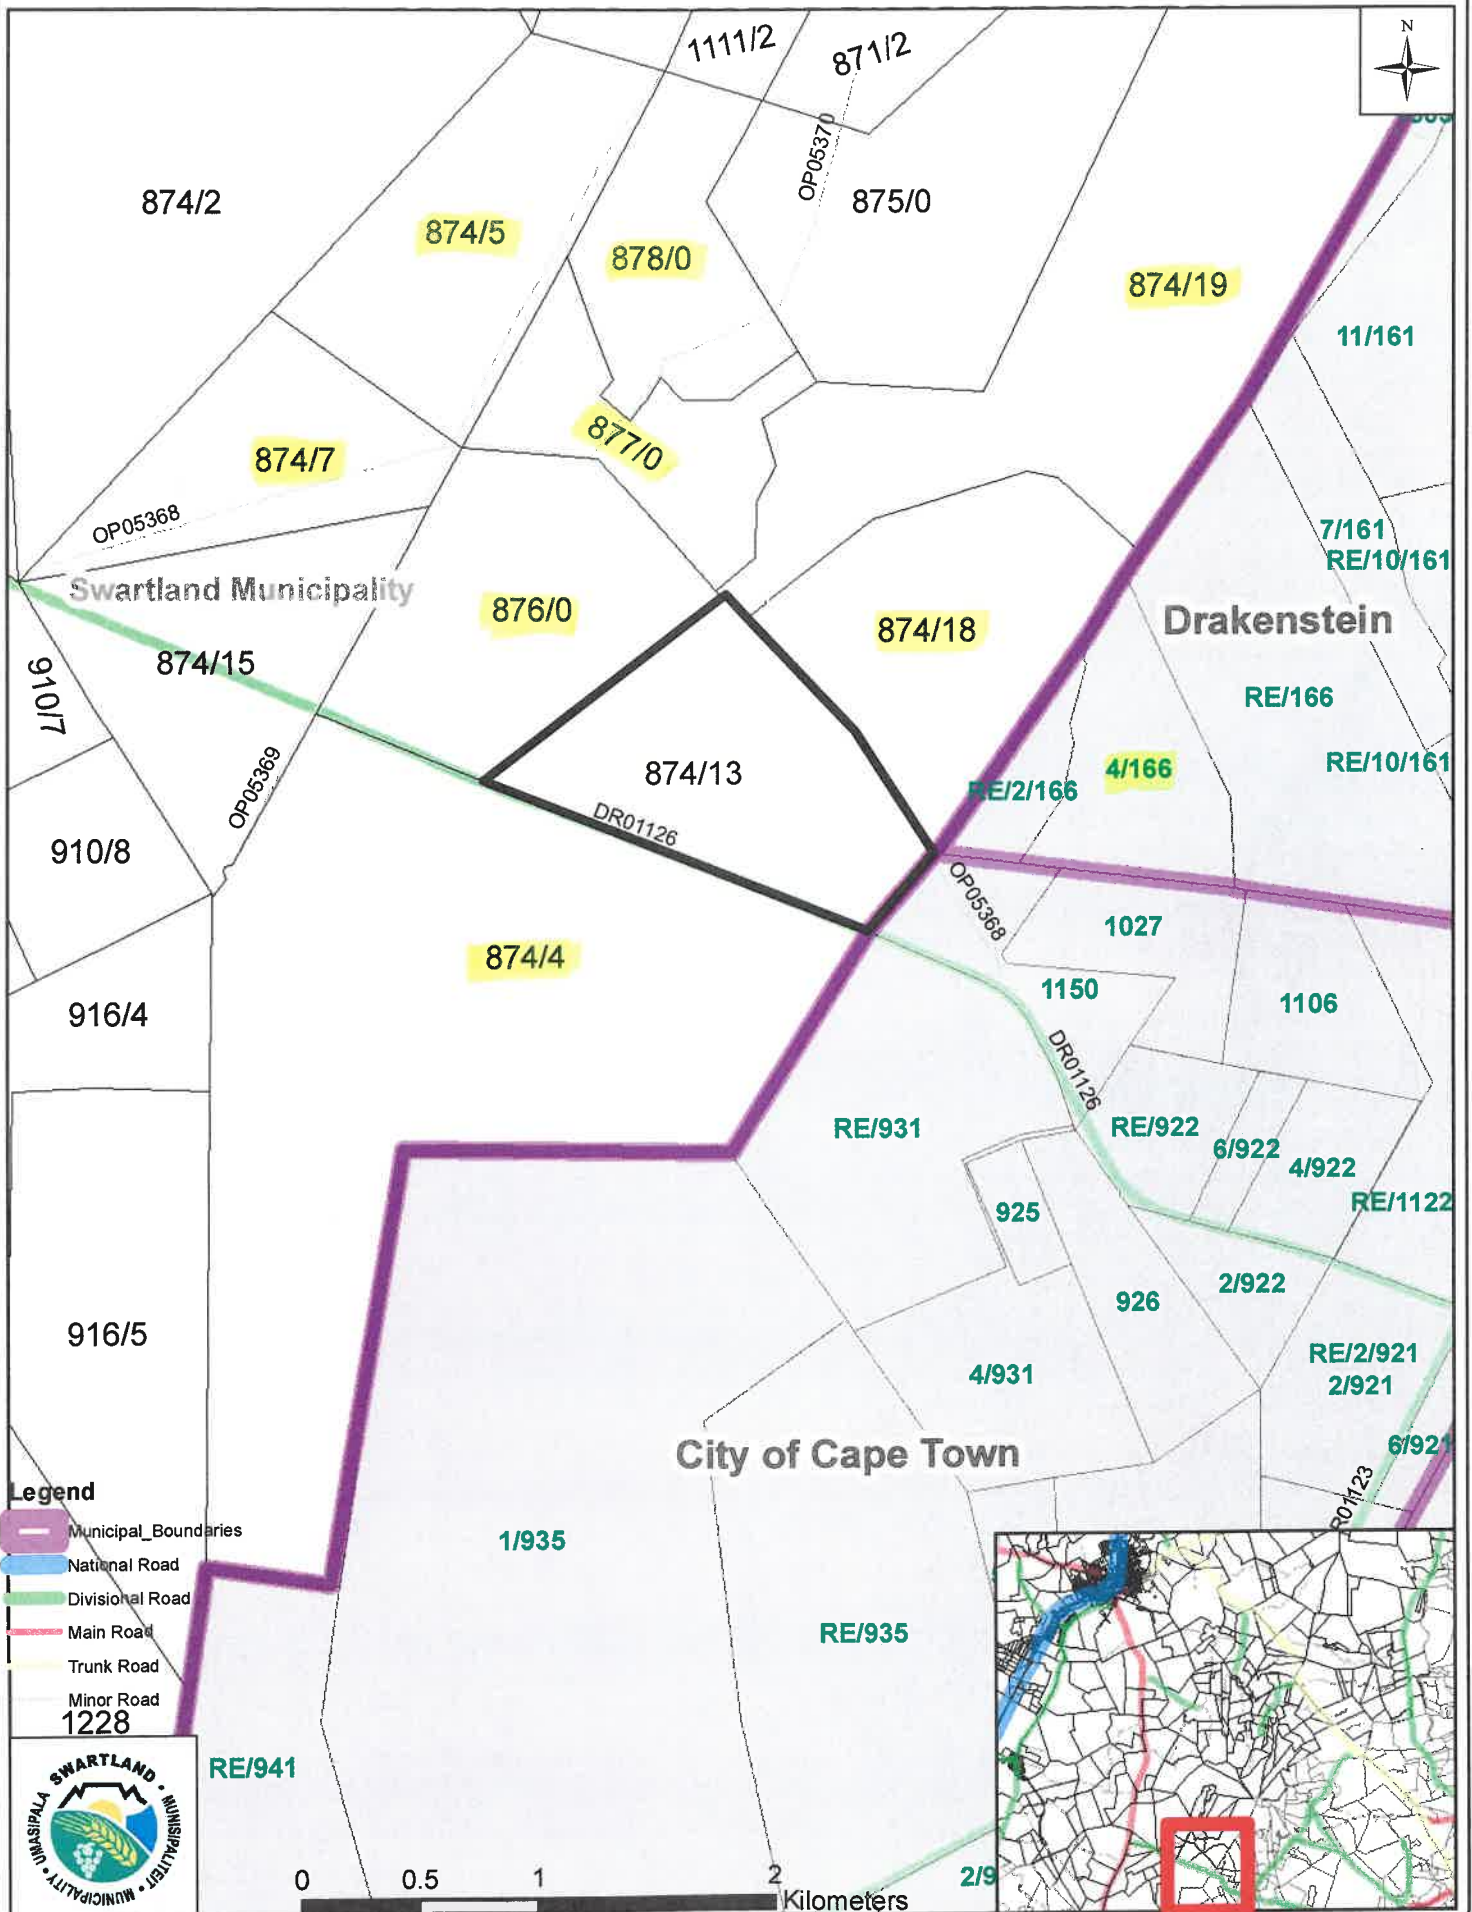 N
1111/2
871/2
OP05370
874/2
874/5
878/0
875/0
874/19
11/161
874/7
877/0
OP05368
7/161
RE/10/161
Swartland Municipality
876/0
874/18
Drakenstein
874/15
910/7
RE/166
OP05369
874/13
4/166
RE/2/166
RE/10/161
DR01126
910/8
OP05368
1027
874/4
1150
1106
916/4
DR01126
RE/931
RE/922
6/922
4/922
RE/1122
925
2/922
926
916/5
RE/2/921
2/921
4/931
6/921
City of Cape Town
R01123
Legend
Municipal_Boundaries
National Road
Divisional Road
Main Road
Trunk Road
Minor Road
1/935
RE/935
1228
RE/941
SWARTLAND • MUNISIPALITEIT • MUNICIPALITY • UMASIPALA
0 0.5 1 2
Kilometers
2/9